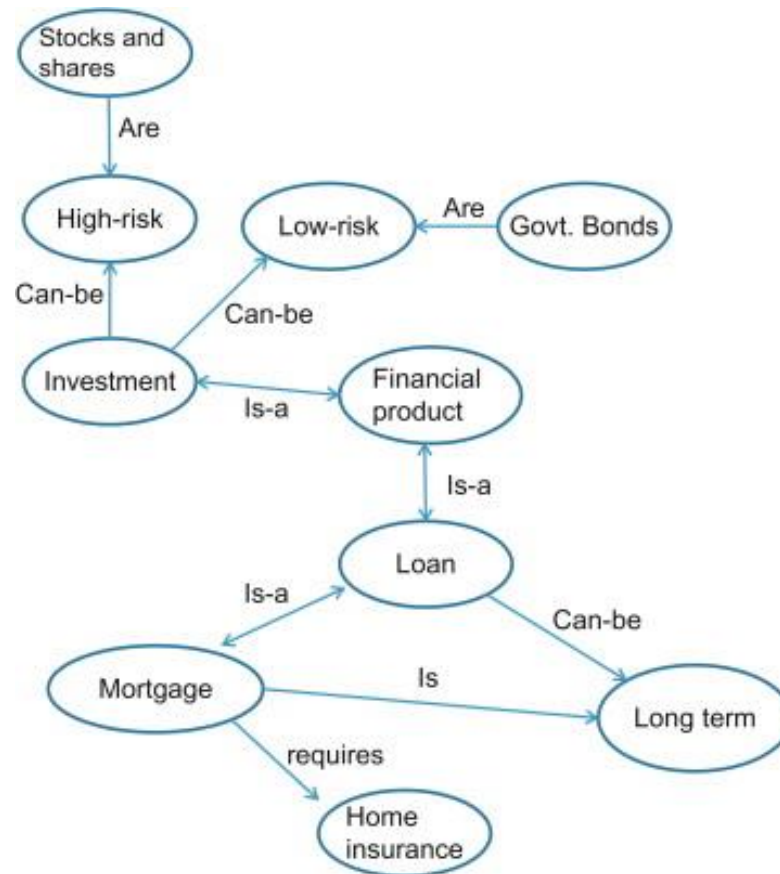 Stocks and
shares
Are
High-risk
Low-risk
Are
Govt. Bonds
Can-be
Can-be
Investment
Financial
product
Is-a
Is-a
Loan
Is-a
Can-be
Mortgage
Is
Long term
requires
Home
insurance